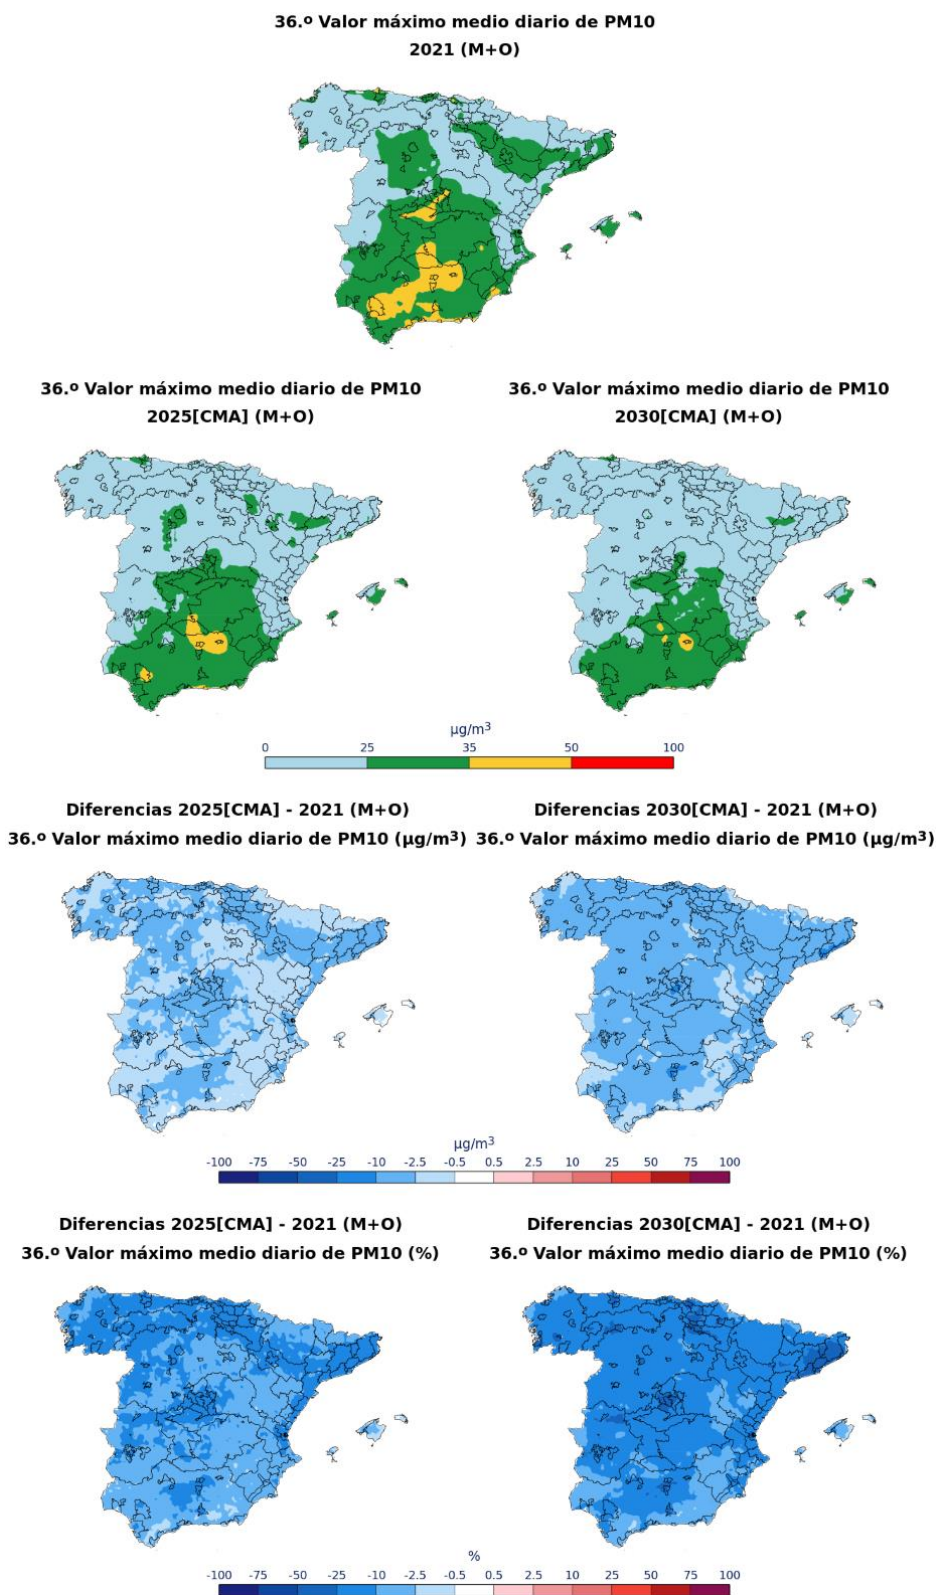 36.º Valor máximo medio diario de PM10
2021 (M+O)
36.º Valor máximo medio diario de PM10
2025[CMA] (M+O)
36.º Valor máximo medio diario de PM10
2030[CMA] (M+O)
µg/m³
0 25 35 50 100
Diferencias 2025[CMA] - 2021 (M+O)
36.º Valor máximo medio diario de PM10 (µg/m³)
Diferencias 2030[CMA] - 2021 (M+O)
36.º Valor máximo medio diario de PM10 (µg/m³)
µg/m³
-100 -75 -50 -25 -10 -2.5 -0.5 0.5 2.5 10 25 50 75 100
Diferencias 2025[CMA] - 2021 (M+O)
36.º Valor máximo medio diario de PM10 (%)
Diferencias 2030[CMA] - 2021 (M+O)
36.º Valor máximo medio diario de PM10 (%)
%
-100 -75 -50 -25 -10 -2.5 -0.5 0.5 2.5 10 25 50 75 100